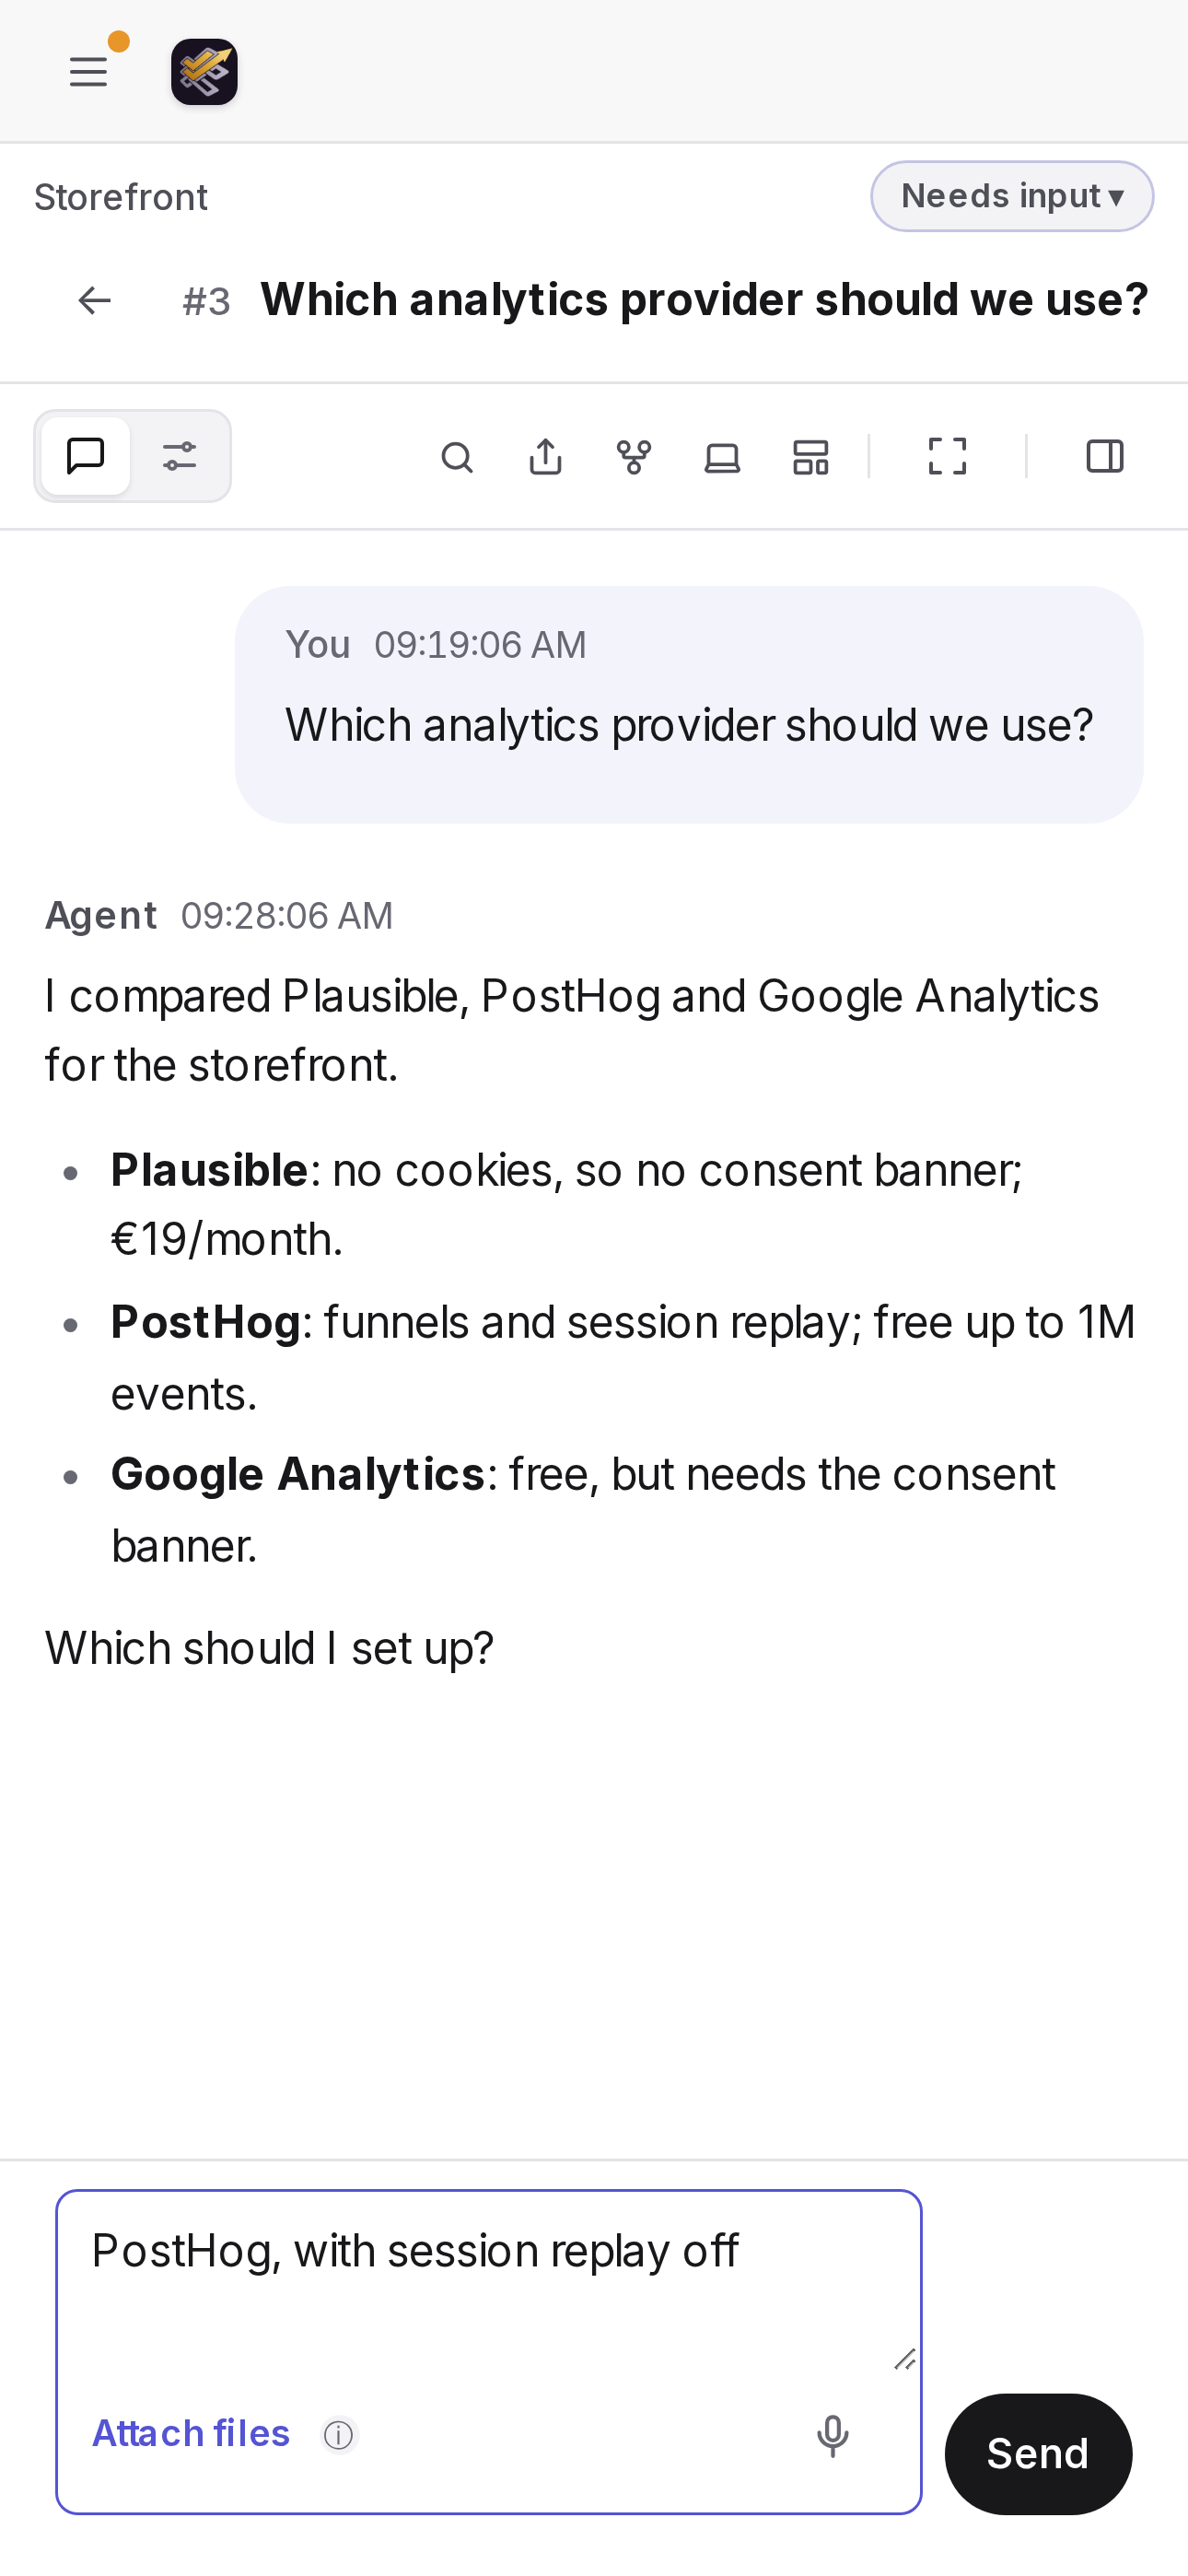 Storefront
Needs input ▾
#3 Which analytics provider should we use?
You 09:19:06 AM
Which analytics provider should we use?
Agent 09:28:06 AM
I compared Plausible, PostHog and Google Analytics
for the storefront.
• Plausible: no cookies, so no consent banner;
€19/month.
• PostHog: funnels and session replay; free up to 1M
events.
• Google Analytics: free, but needs the consent
banner.
Which should I set up?
PostHog, with session replay off
Attach files ⓘ
Send